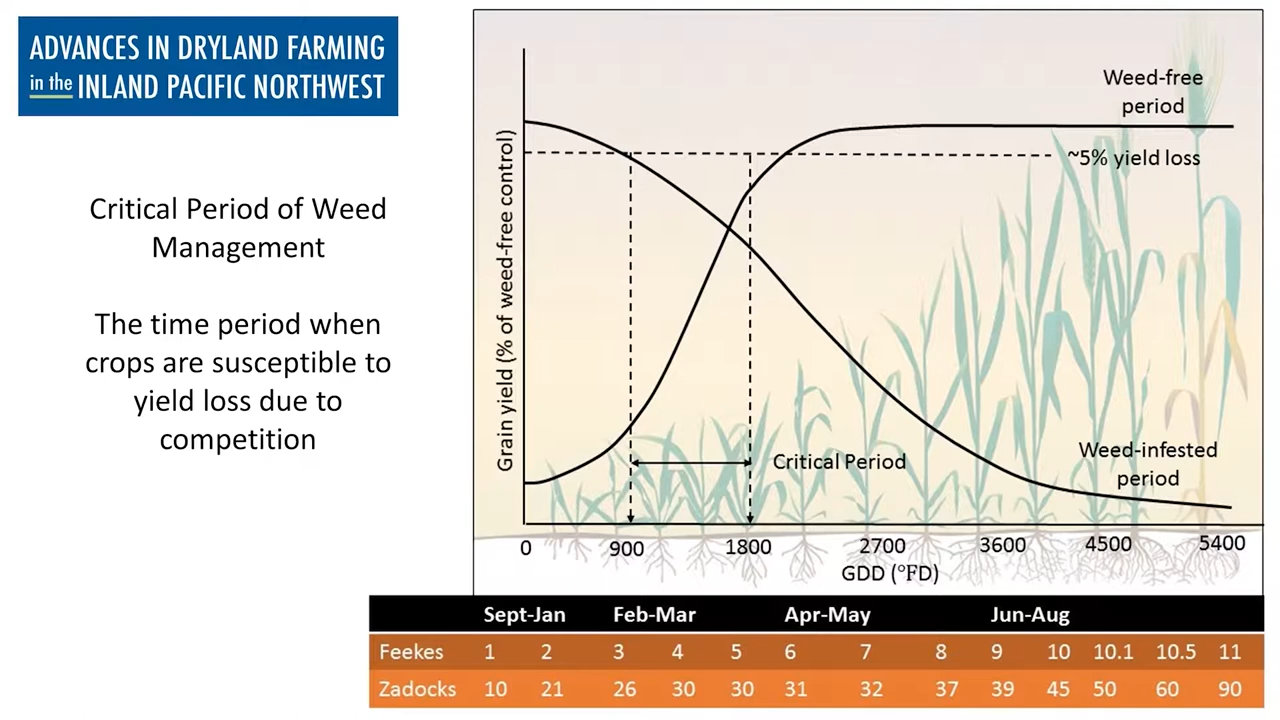 ADVANCES IN DRYLAND FARMING
in the INLAND PACIFIC NORTHWEST
Critical Period of Weed
Management
The time period when
crops are susceptible to
yield loss due to
competition
Grain yield (% of weed-free control)
Weed-free
period
~5% yield loss
Critical Period
Weed-infested
period
0 900 1800 2700 3600 4500 5400
GDD (°FD)
Sept-Jan Feb-Mar Apr-May Jun-Aug
Feekes 1 2 3 4 5 6 7 8 9 10 10.1 10.5 11
Zadocks 10 21 26 30 30 31 32 37 39 45 50 60 90